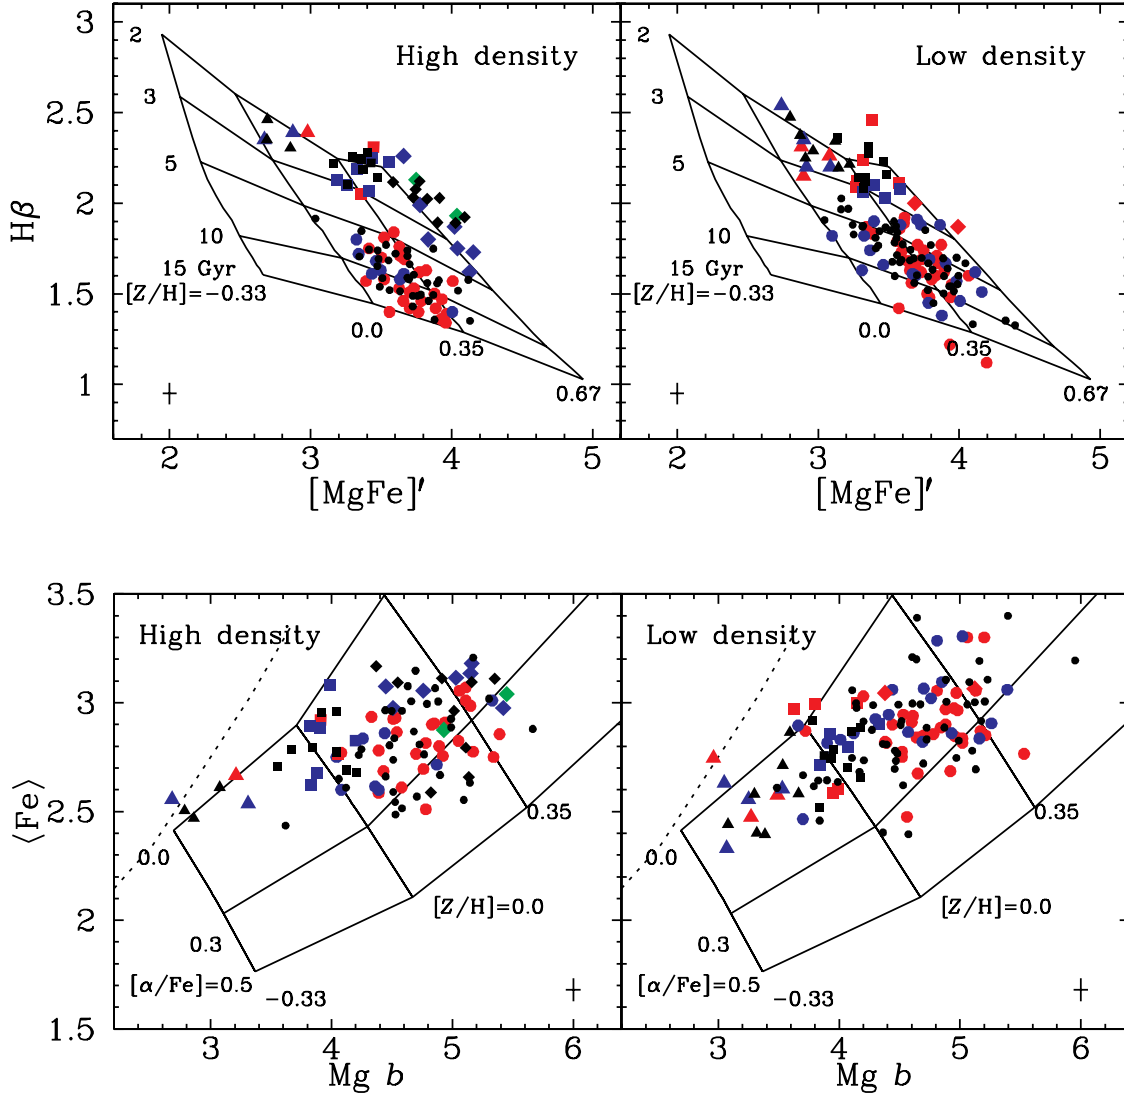 3
2.5
2
1.5
1
Hβ
High density
2
3
5
10
15 Gyr
[Z/H]=−0.33
0.0
0.35
0.67
2
3
4
5
[MgFe]′
Low density
2
3
5
10
15 Gyr
[Z/H]=−0.33
0.0
0.35
0.67
2
3
4
5
[MgFe]′
3.5
3
2.5
2
1.5
⟨Fe⟩
High density
0.0
0.3
[α/Fe]=0.5
−0.33
[Z/H]=0.0
0.35
3
4
5
6
Mg b
Low density
0.0
0.3
[α/Fe]=0.5
−0.33
[Z/H]=0.0
0.35
3
4
5
6
Mg b